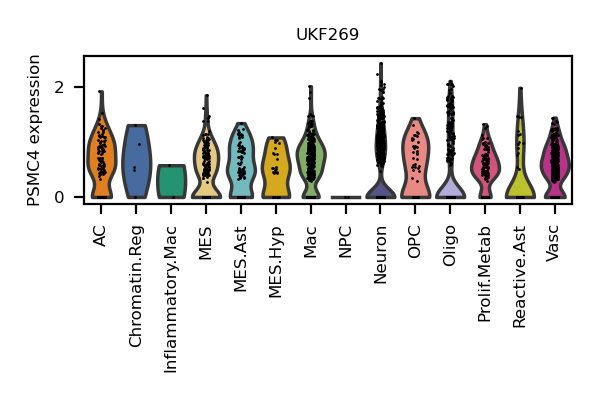 UKF269
PSMC4 expression
2
0
AC
Chromatin.Reg
Inflammatory.Mac
MES
MES.Ast
MES.Hyp
Mac
NPC
Neuron
OPC
Oligo
Prolif.Metab
Reactive.Ast
Vasc